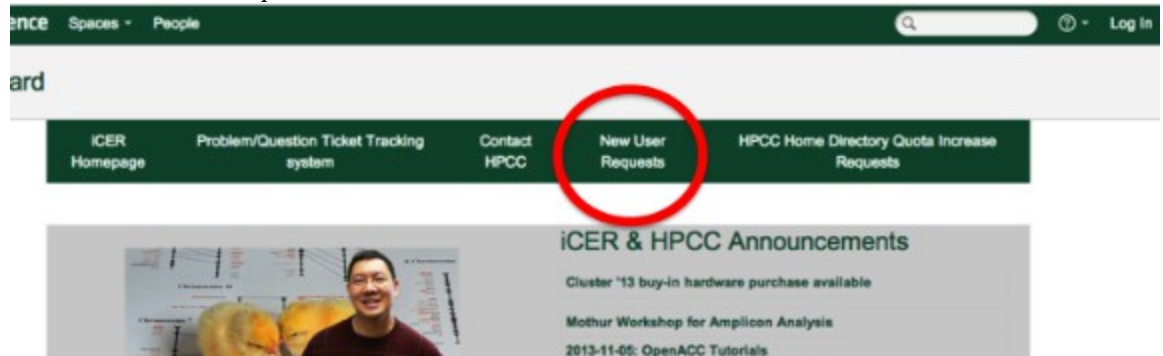 ence Spaces People Log In
ard
iCER Homepage
Problem/Question Ticket Tracking system
Contact HPCC
New User Requests
HPCC Home Directory Quota Increase Requests
iCER & HPCC Announcements
Cluster '13 buy-in hardware purchase available
Mothur Workshop for Amplicon Analysis
2013-11-05: OpenACC Tutorials